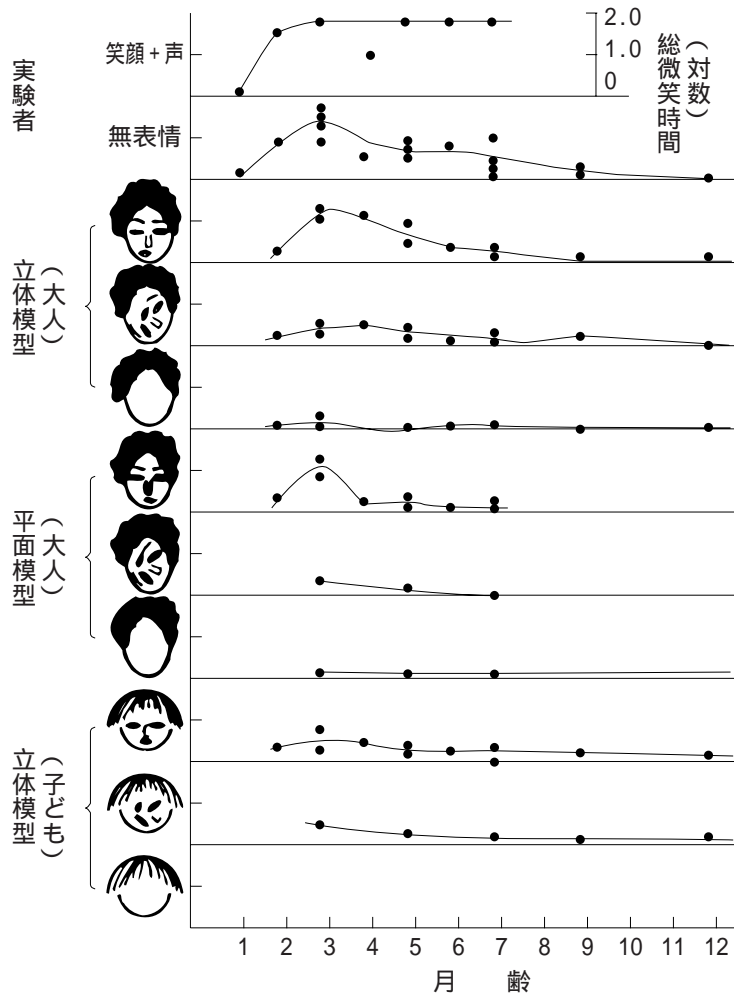 実験者
笑顔 + 声
無表情
2.0
1.0
0
総微笑時間
（対数）
立体模型
（大人）
平面模型
（大人）
立体模型
（子ども）
1 2 3 4 5 6 7 8 9 10 11 12
月 齢